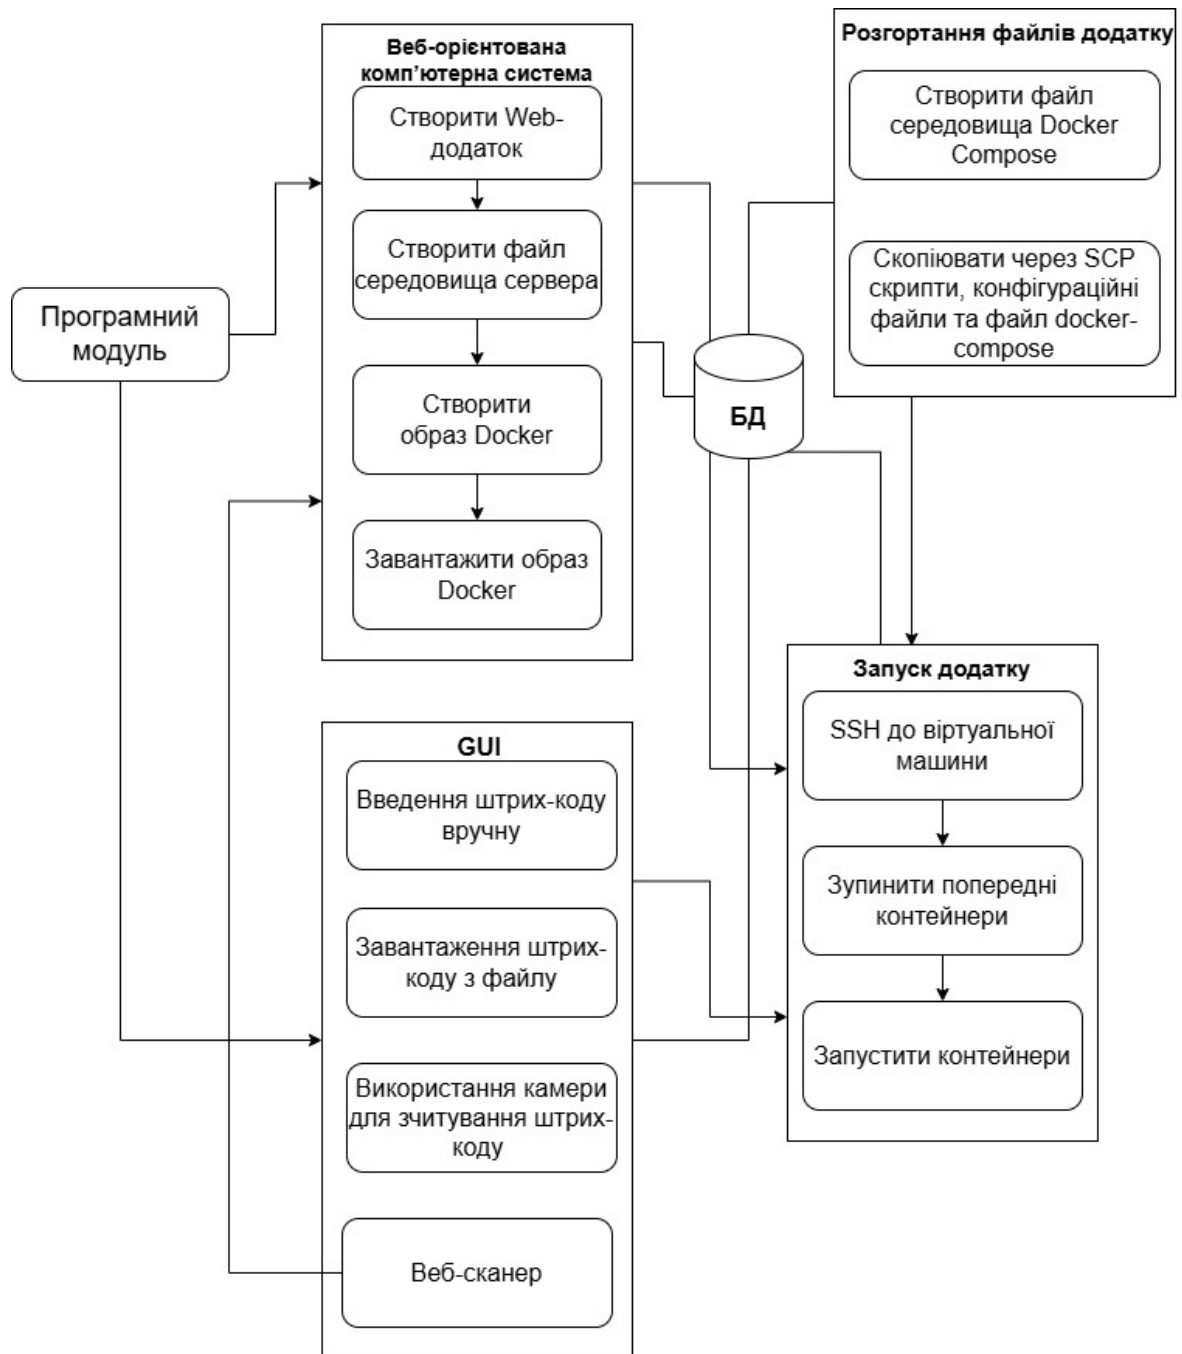 Веб-орієнтована
комп'ютерна система
Створити Web-
додаток
Створити файл
середовища сервера
Створити
образ Docker
Завантажити образ
Docker
Розгортання файлів додатку
Створити файл
середовища Docker
Compose
Скопіювати через SCP
скрипти, конфігураційні
файли та файл docker-
compose
Програмний
модуль
БД
GUI
Введення штрих-коду
вручну
Завантаження штрих-
коду з файлу
Використання камери
для зчитування штрих-
коду
Веб-сканер
Запуск додатку
SSH до віртуальної
машини
Зупинити попередні
контейнери
Запустити контейнери